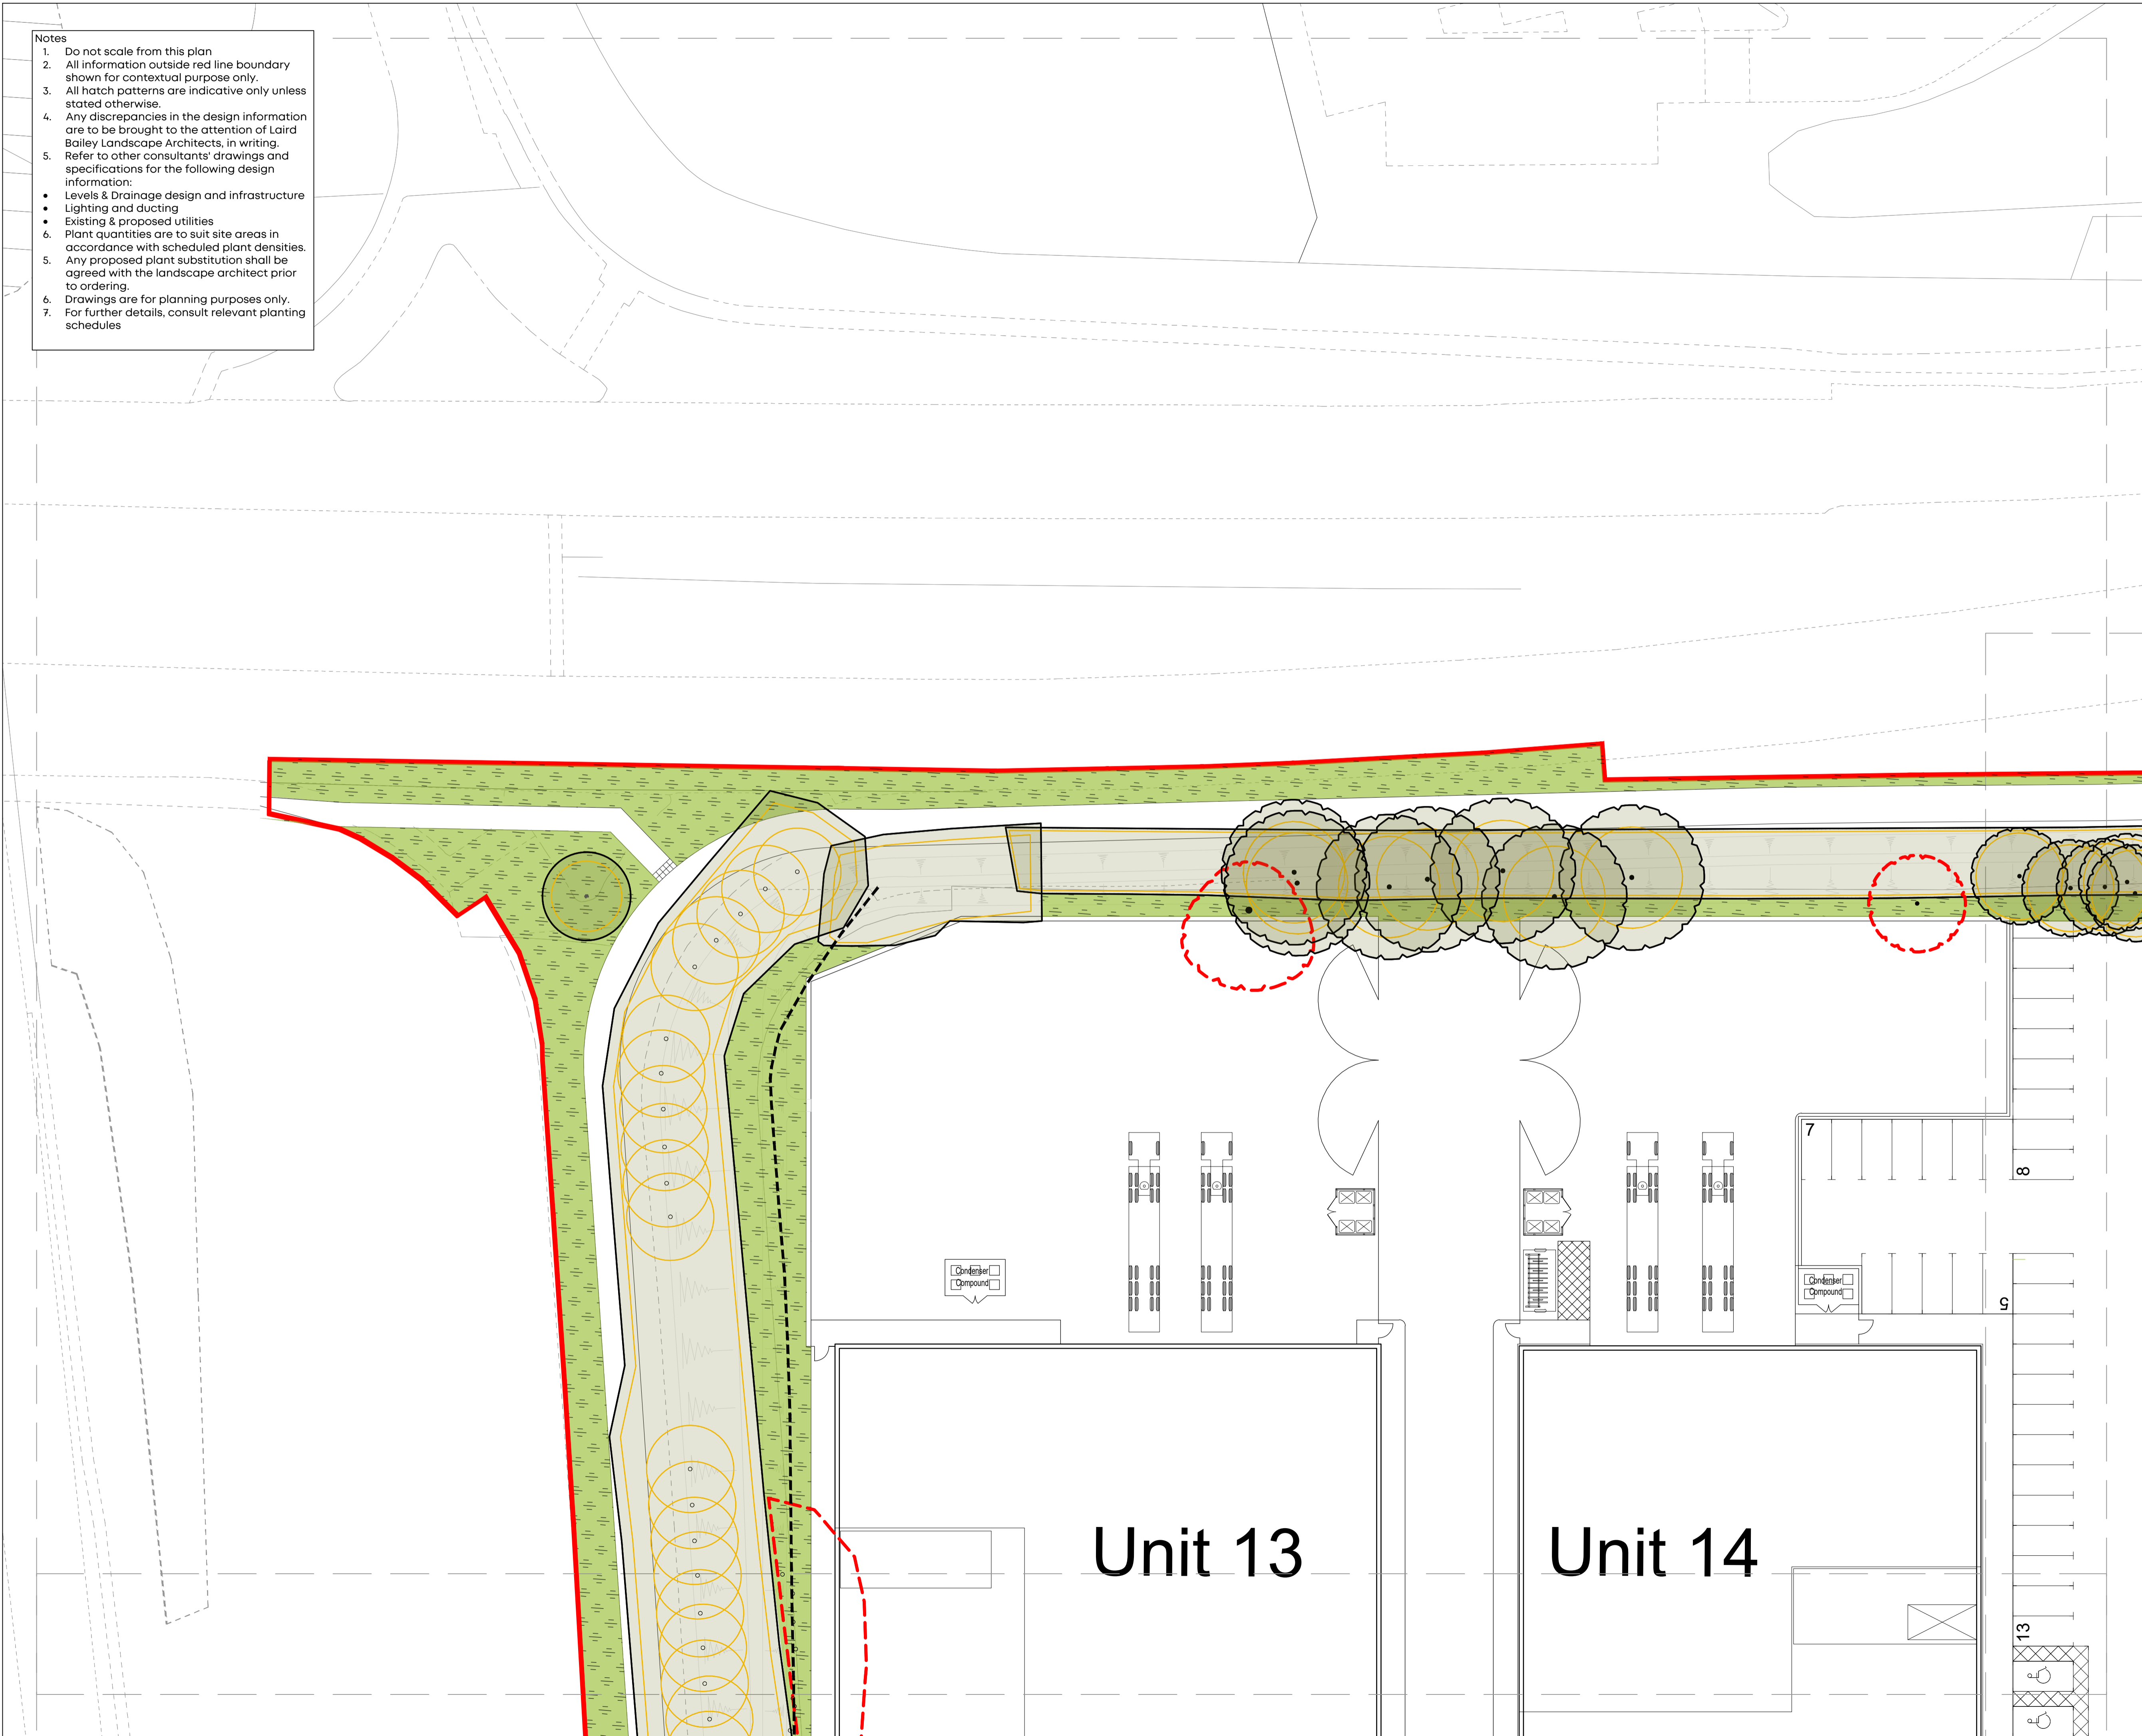 Notes
1. Do not scale from this plan
2. All information outside red line boundary
shown for contextual purpose only.
3. All hatch patterns are indicative only unless
stated otherwise.
4. Any discrepancies in the design information
are to be brought to the attention of Laird
Bailey Landscape Architects, in writing.
5. Refer to other consultants' drawings and
specifications for the following design
information:
• Levels & Drainage design and infrastructure
• Lighting and ducting
• Existing & proposed utilities
6. Plant quantities are to suit site areas in
accordance with scheduled plant densities.
5. Any proposed plant substitution shall be
agreed with the landscape architect prior
to ordering.
6. Drawings are for planning purposes only.
7. For further details, consult relevant planting
schedules
7
8
Condenser
Compound
Condenser
Compound
5
Unit 13
Unit 14
13